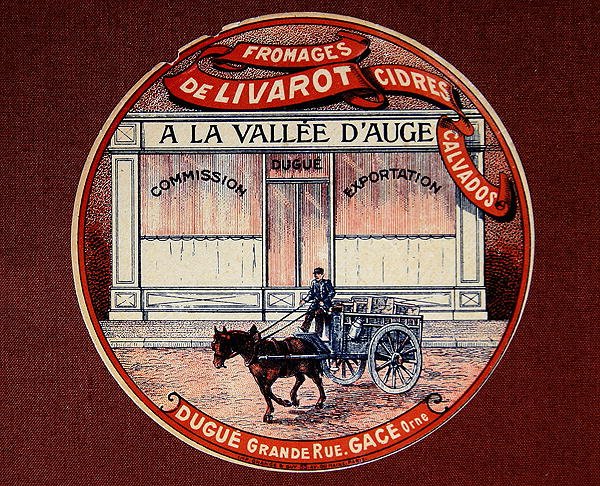 FROMAGES
DE LIVAROT
CIDRES
CALVADOS
A LA VALLÉE D'AUGE
DUGUÉ
COMMISSION
EXPORTATION
DUGUÉ GRANDE RUE. GACÉ Orne